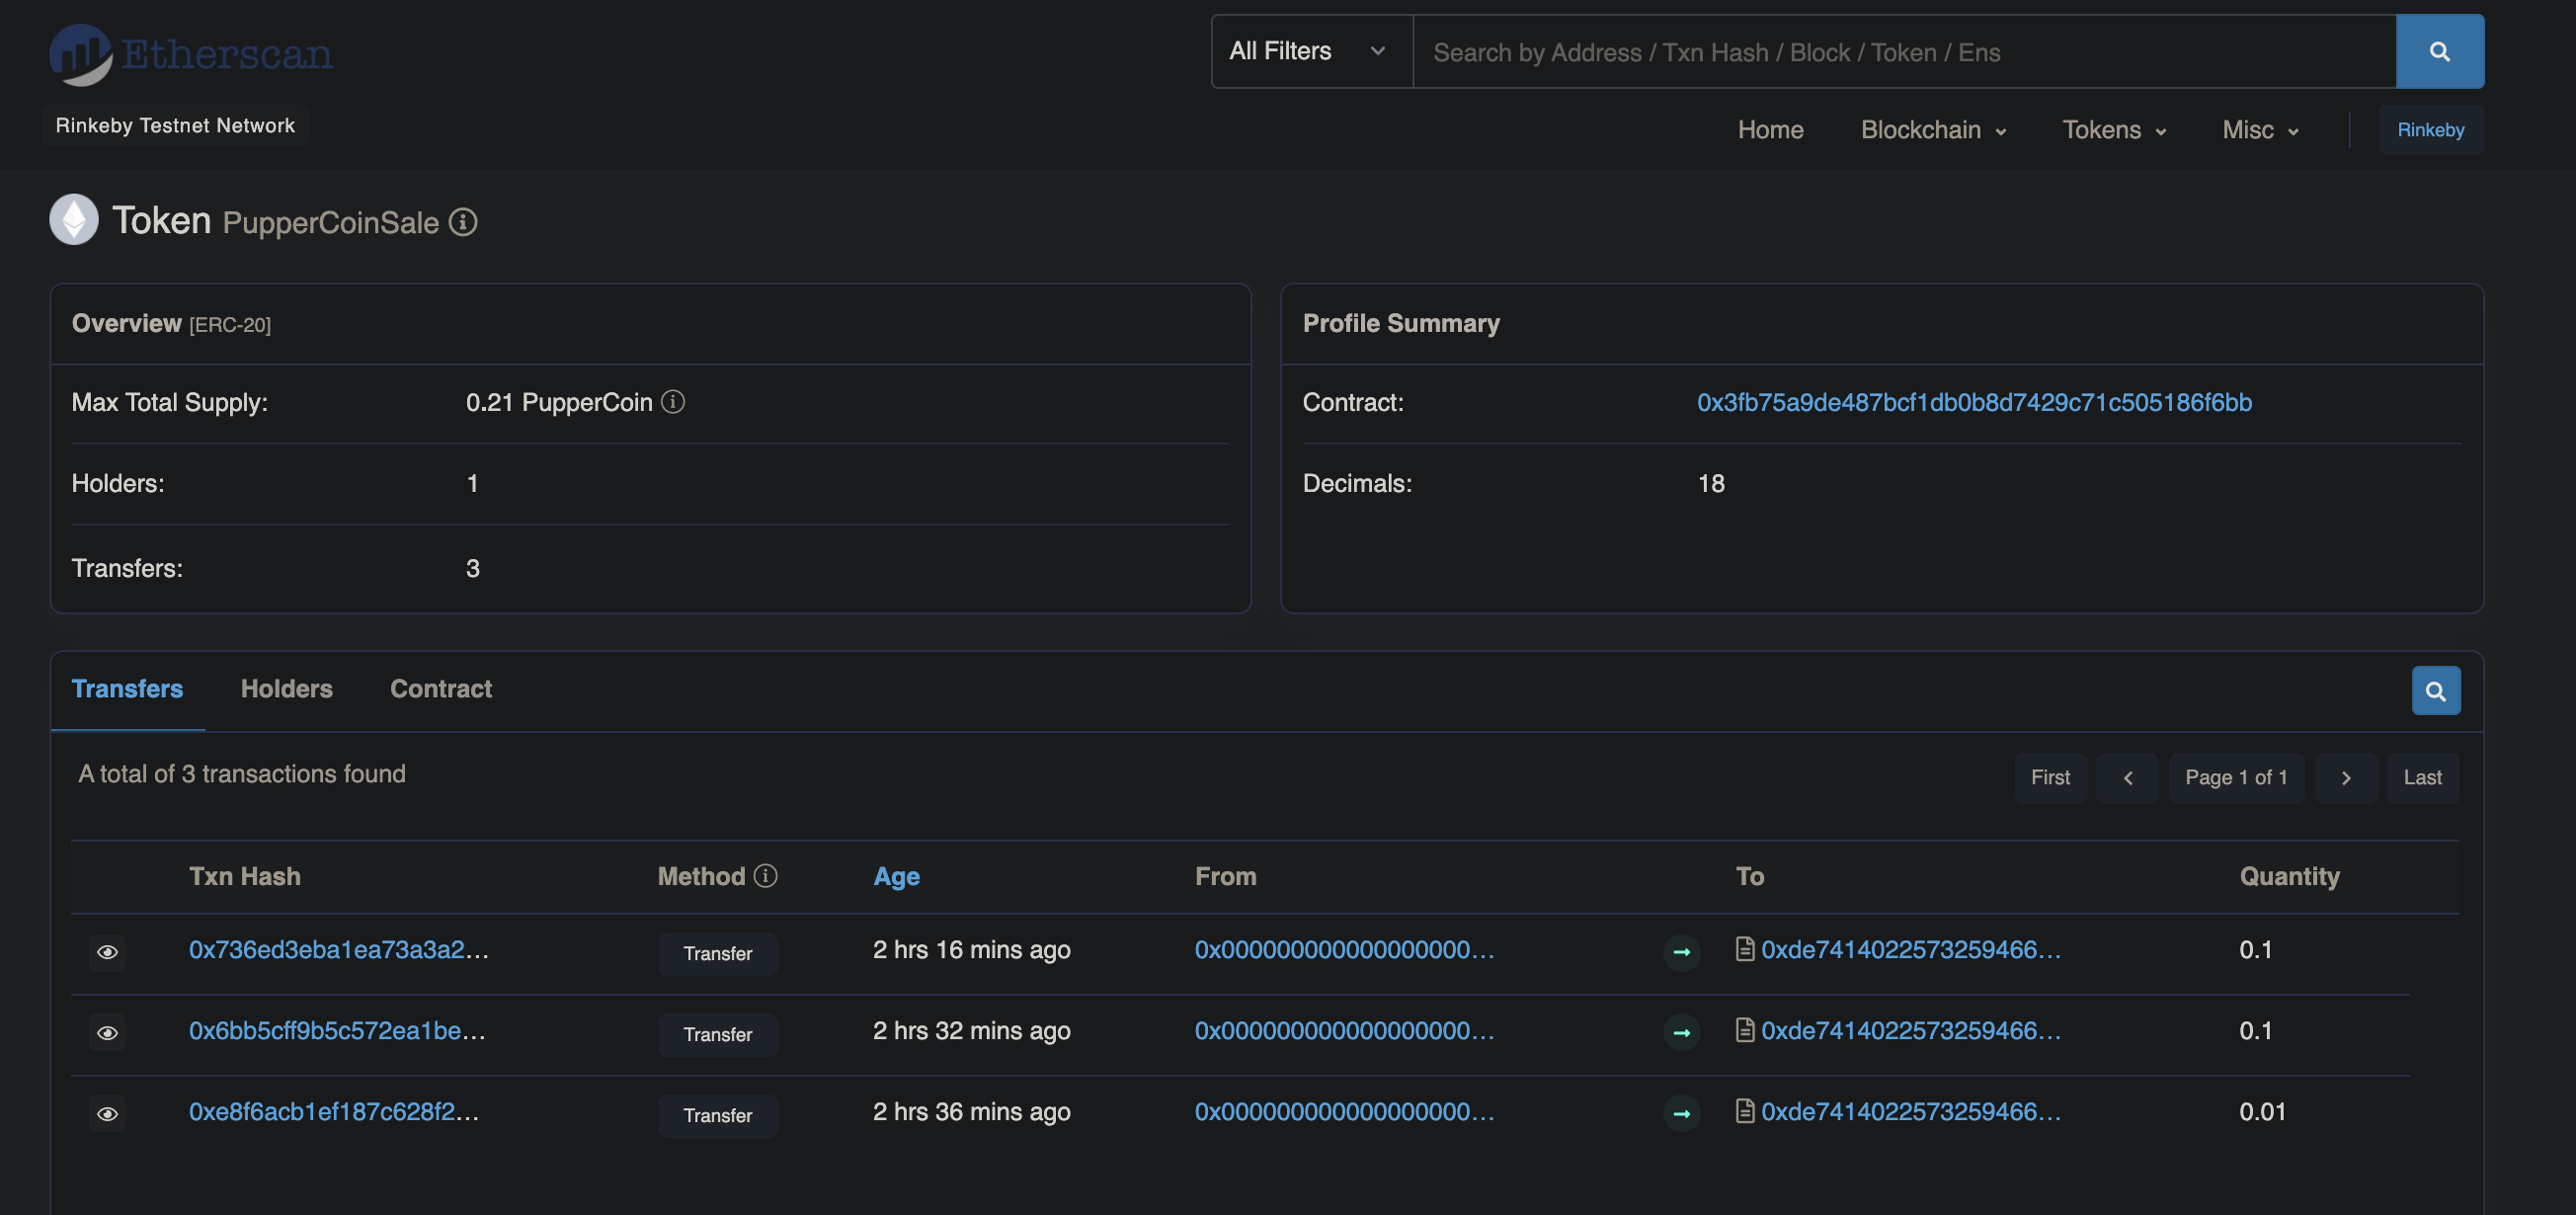 Etherscan
All Filters Search by Address / Txn Hash / Block / Token / Ens
Rinkeby Testnet Network
Home Blockchain Tokens Misc Rinkeby
Token PupperCoinSale
Overview [ERC-20]
Max Total Supply: 0.21 PupperCoin
Holders: 1
Transfers: 3
Profile Summary
Contract: 0x3fb75a9de487bcf1db0b8d7429c71c505186f6bb
Decimals: 18
Transfers Holders Contract
A total of 3 transactions found
First Page 1 of 1 Last
Txn Hash Method Age From To Quantity
0x736ed3eba1ea73a3a2... Transfer 2 hrs 16 mins ago 0x000000000000000000... 0xde7414022573259466... 0.1
0x6bb5cff9b5c572ea1be... Transfer 2 hrs 32 mins ago 0x000000000000000000... 0xde7414022573259466... 0.1
0xe8f6acb1ef187c628f2... Transfer 2 hrs 36 mins ago 0x000000000000000000... 0xde7414022573259466... 0.01